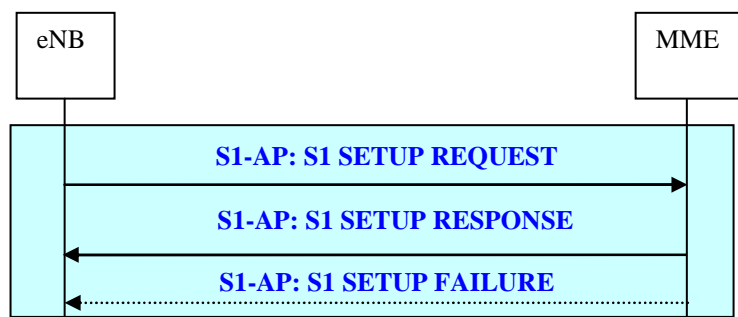 eNB
MME
S1-AP: S1 SETUP REQUEST
S1-AP: S1 SETUP RESPONSE
S1-AP: S1 SETUP FAILURE